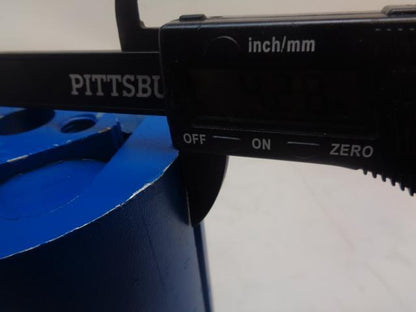 inch/mm
PITTSBU
OFF — ON — ZERO